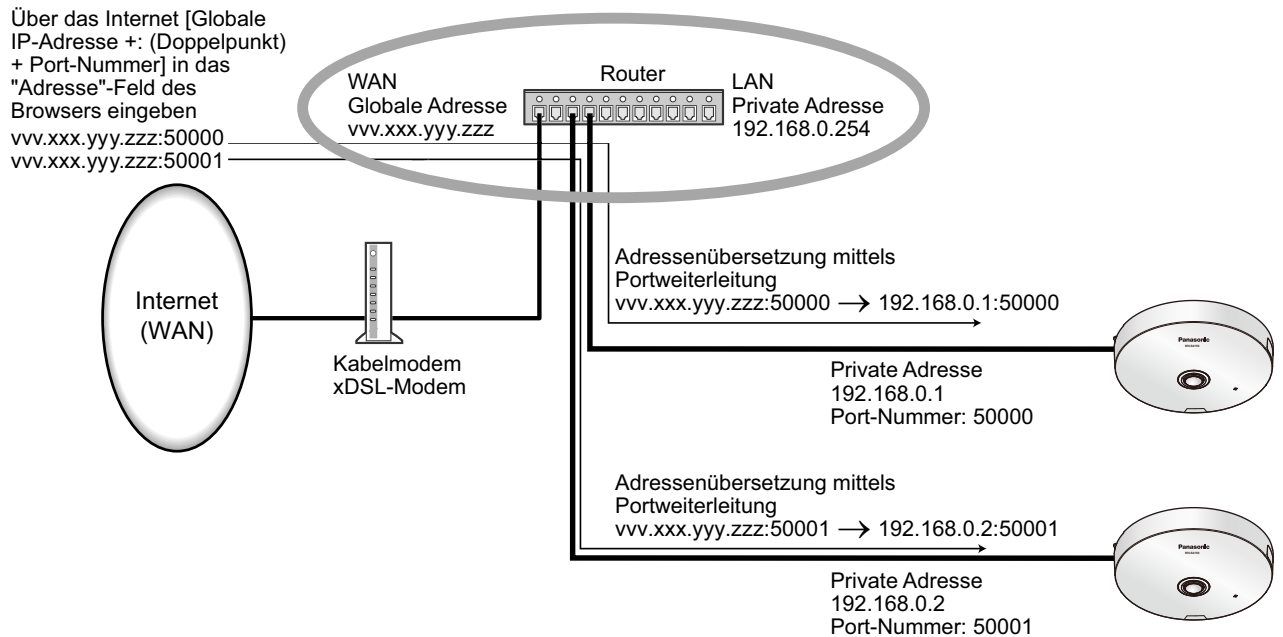 Über das Internet [Globale
IP-Adresse +: (Doppelpunkt)
+ Port-Nummer] in das
"Adresse"-Feld des
Browsers eingeben
vvv.xxx.yyy.zzz:50000
vvv.xxx.yyy.zzz:50001
WAN
Globale Adresse
vvv.xxx.yyy.zzz
Router
LAN
Private Adresse
192.168.0.254
Internet
(WAN)
Kabelmodem
xDSL-Modem
Adressenübersetzung mittels
Portweiterleitung
vvv.xxx.yyy.zzz:50000 → 192.168.0.1:50000
Panasonic
Private Adresse
192.168.0.1
Port-Nummer: 50000
Adressenübersetzung mittels
Portweiterleitung
vvv.xxx.yyy.zzz:50001 → 192.168.0.2:50001
Panasonic
Private Adresse
192.168.0.2
Port-Nummer: 50001